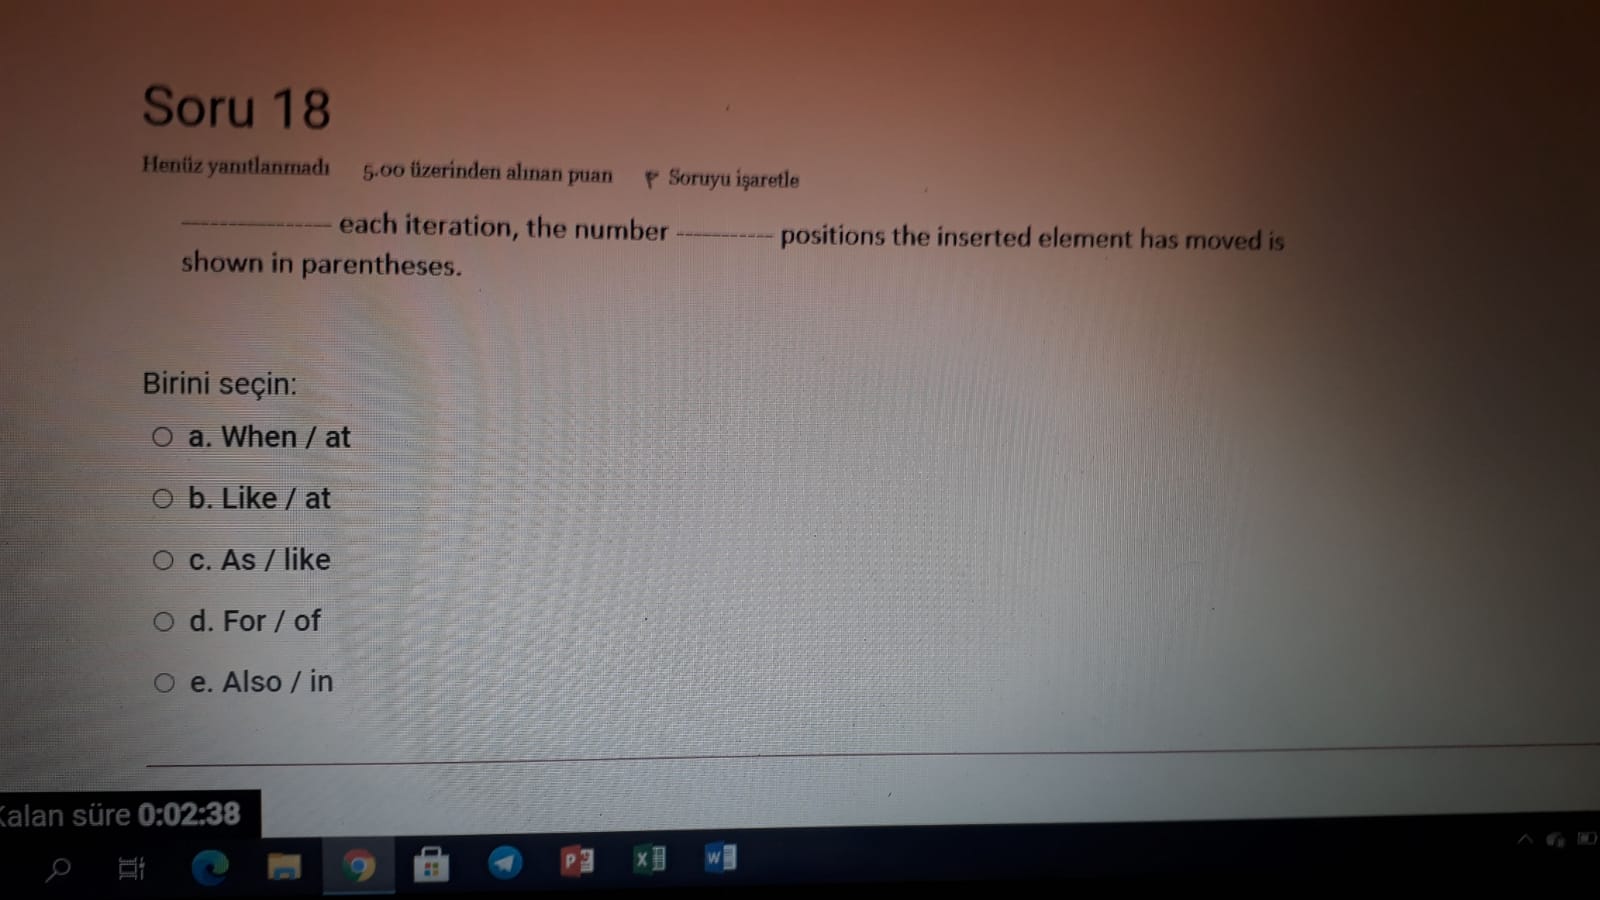 Soru 18
Henüz yanıtlanmadı 5.00 üzerinden alınan puan Soruyu işaretle
--------------- each iteration, the number ----------- positions the inserted element has moved is
shown in parentheses.
Birini seçin:
a. When / at
b. Like / at
c. As / like
d. For / of
e. Also / in
Kalan süre 0:02:38